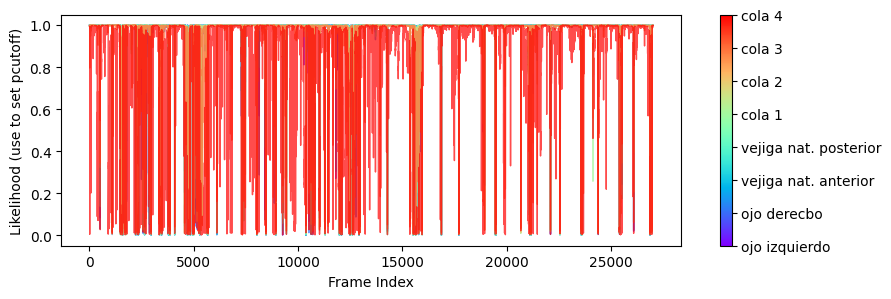 1.0
0.8
0.6
0.4
0.2
0.0
Likelihood (use to set pcutoff)
0
5000
10000
15000
20000
25000
Frame Index
cola 4
cola 3
cola 2
cola 1
vejiga nat. posterior
vejiga nat. anterior
ojo derecbo
ojo izquierdo